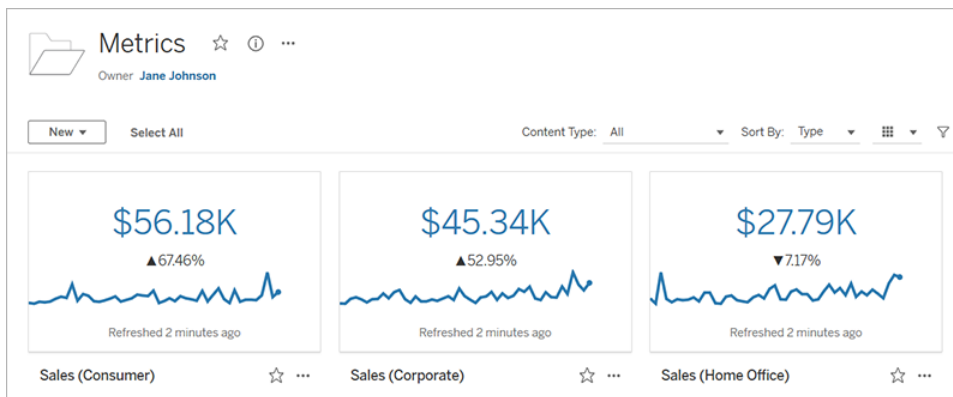 Metrics
Owner Jane Johnson
New ▾ Select All Content Type: All Sort By: Type
$56.18K $45.34K $27.79K
▲67.46% ▲52.95% ▼7.17%
Refreshed 2 minutes ago Refreshed 2 minutes ago Refreshed 2 minutes ago
Sales (Consumer) Sales (Corporate) Sales (Home Office)